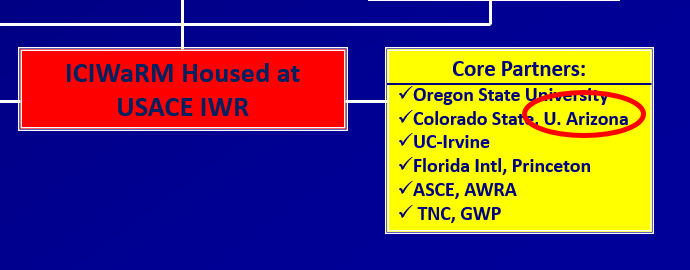 ICIWaRM Housed at
USACE IWR
Core Partners:
✓Oregon State University
✓Colorado State, U. Arizona
✓UC-Irvine
✓Florida Intl, Princeton
✓ASCE, AWRA
✓ TNC, GWP